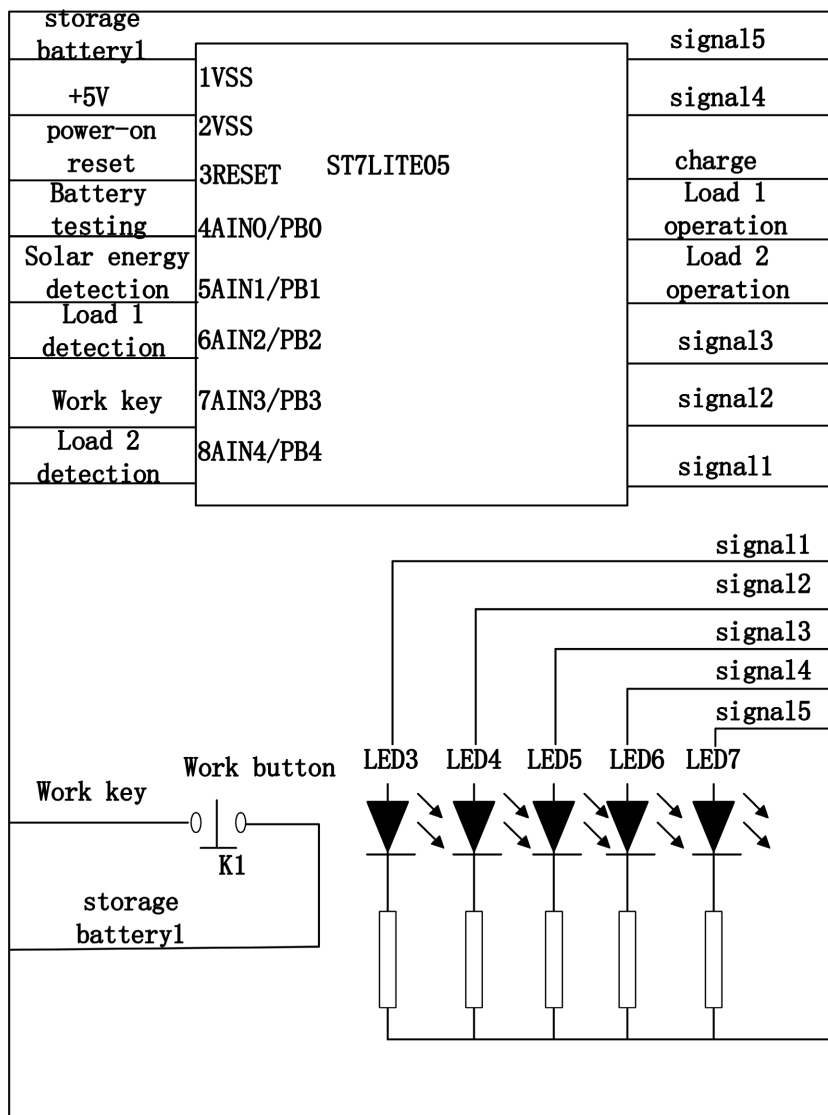 storage
battery1
+5V
power-on
reset
Battery
testing
Solar energy
detection
Load 1
detection
Work key
Load 2
detection
1VSS
2VSS
3RESET
4AIN0/PB0
5AIN1/PB1
6AIN2/PB2
7AIN3/PB3
8AIN4/PB4
ST7LITE05
signal5
signal4
charge
Load 1
operation
Load 2
operation
signal3
signal2
signal1
signal1
signal2
signal3
signal4
signal5
LED3 LED4 LED5 LED6 LED7
Work button
Work key
K1
storage
battery1